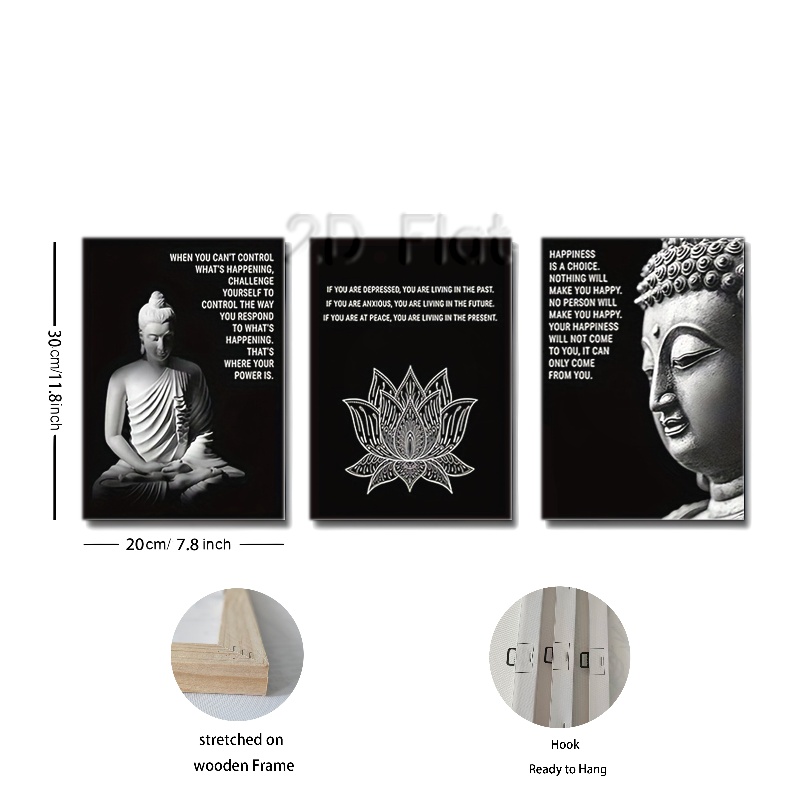 2D Flat
WHEN YOU CAN'T CONTROL
WHAT'S HAPPENING,
CHALLENGE
YOURSELF TO
CONTROL THE WAY
YOU RESPOND
TO WHAT'S
HAPPENING.
THAT'S
WHERE YOUR
POWER IS.
IF YOU ARE DEPRESSED, YOU ARE LIVING IN THE PAST.
IF YOU ARE ANXIOUS, YOU ARE LIVING IN THE FUTURE.
IF YOU ARE AT PEACE, YOU ARE LIVING IN THE PRESENT.
HAPPINESS
IS A CHOICE.
NOTHING WILL
MAKE YOU HAPPY.
NO PERSON WILL
MAKE YOU HAPPY.
YOUR HAPPINESS
WILL NOT COME
TO YOU, IT CAN
ONLY COME
FROM YOU.
30cm/11.8inch
20cm/ 7.8 inch
stretched on
wooden Frame
Hook
Ready to Hang